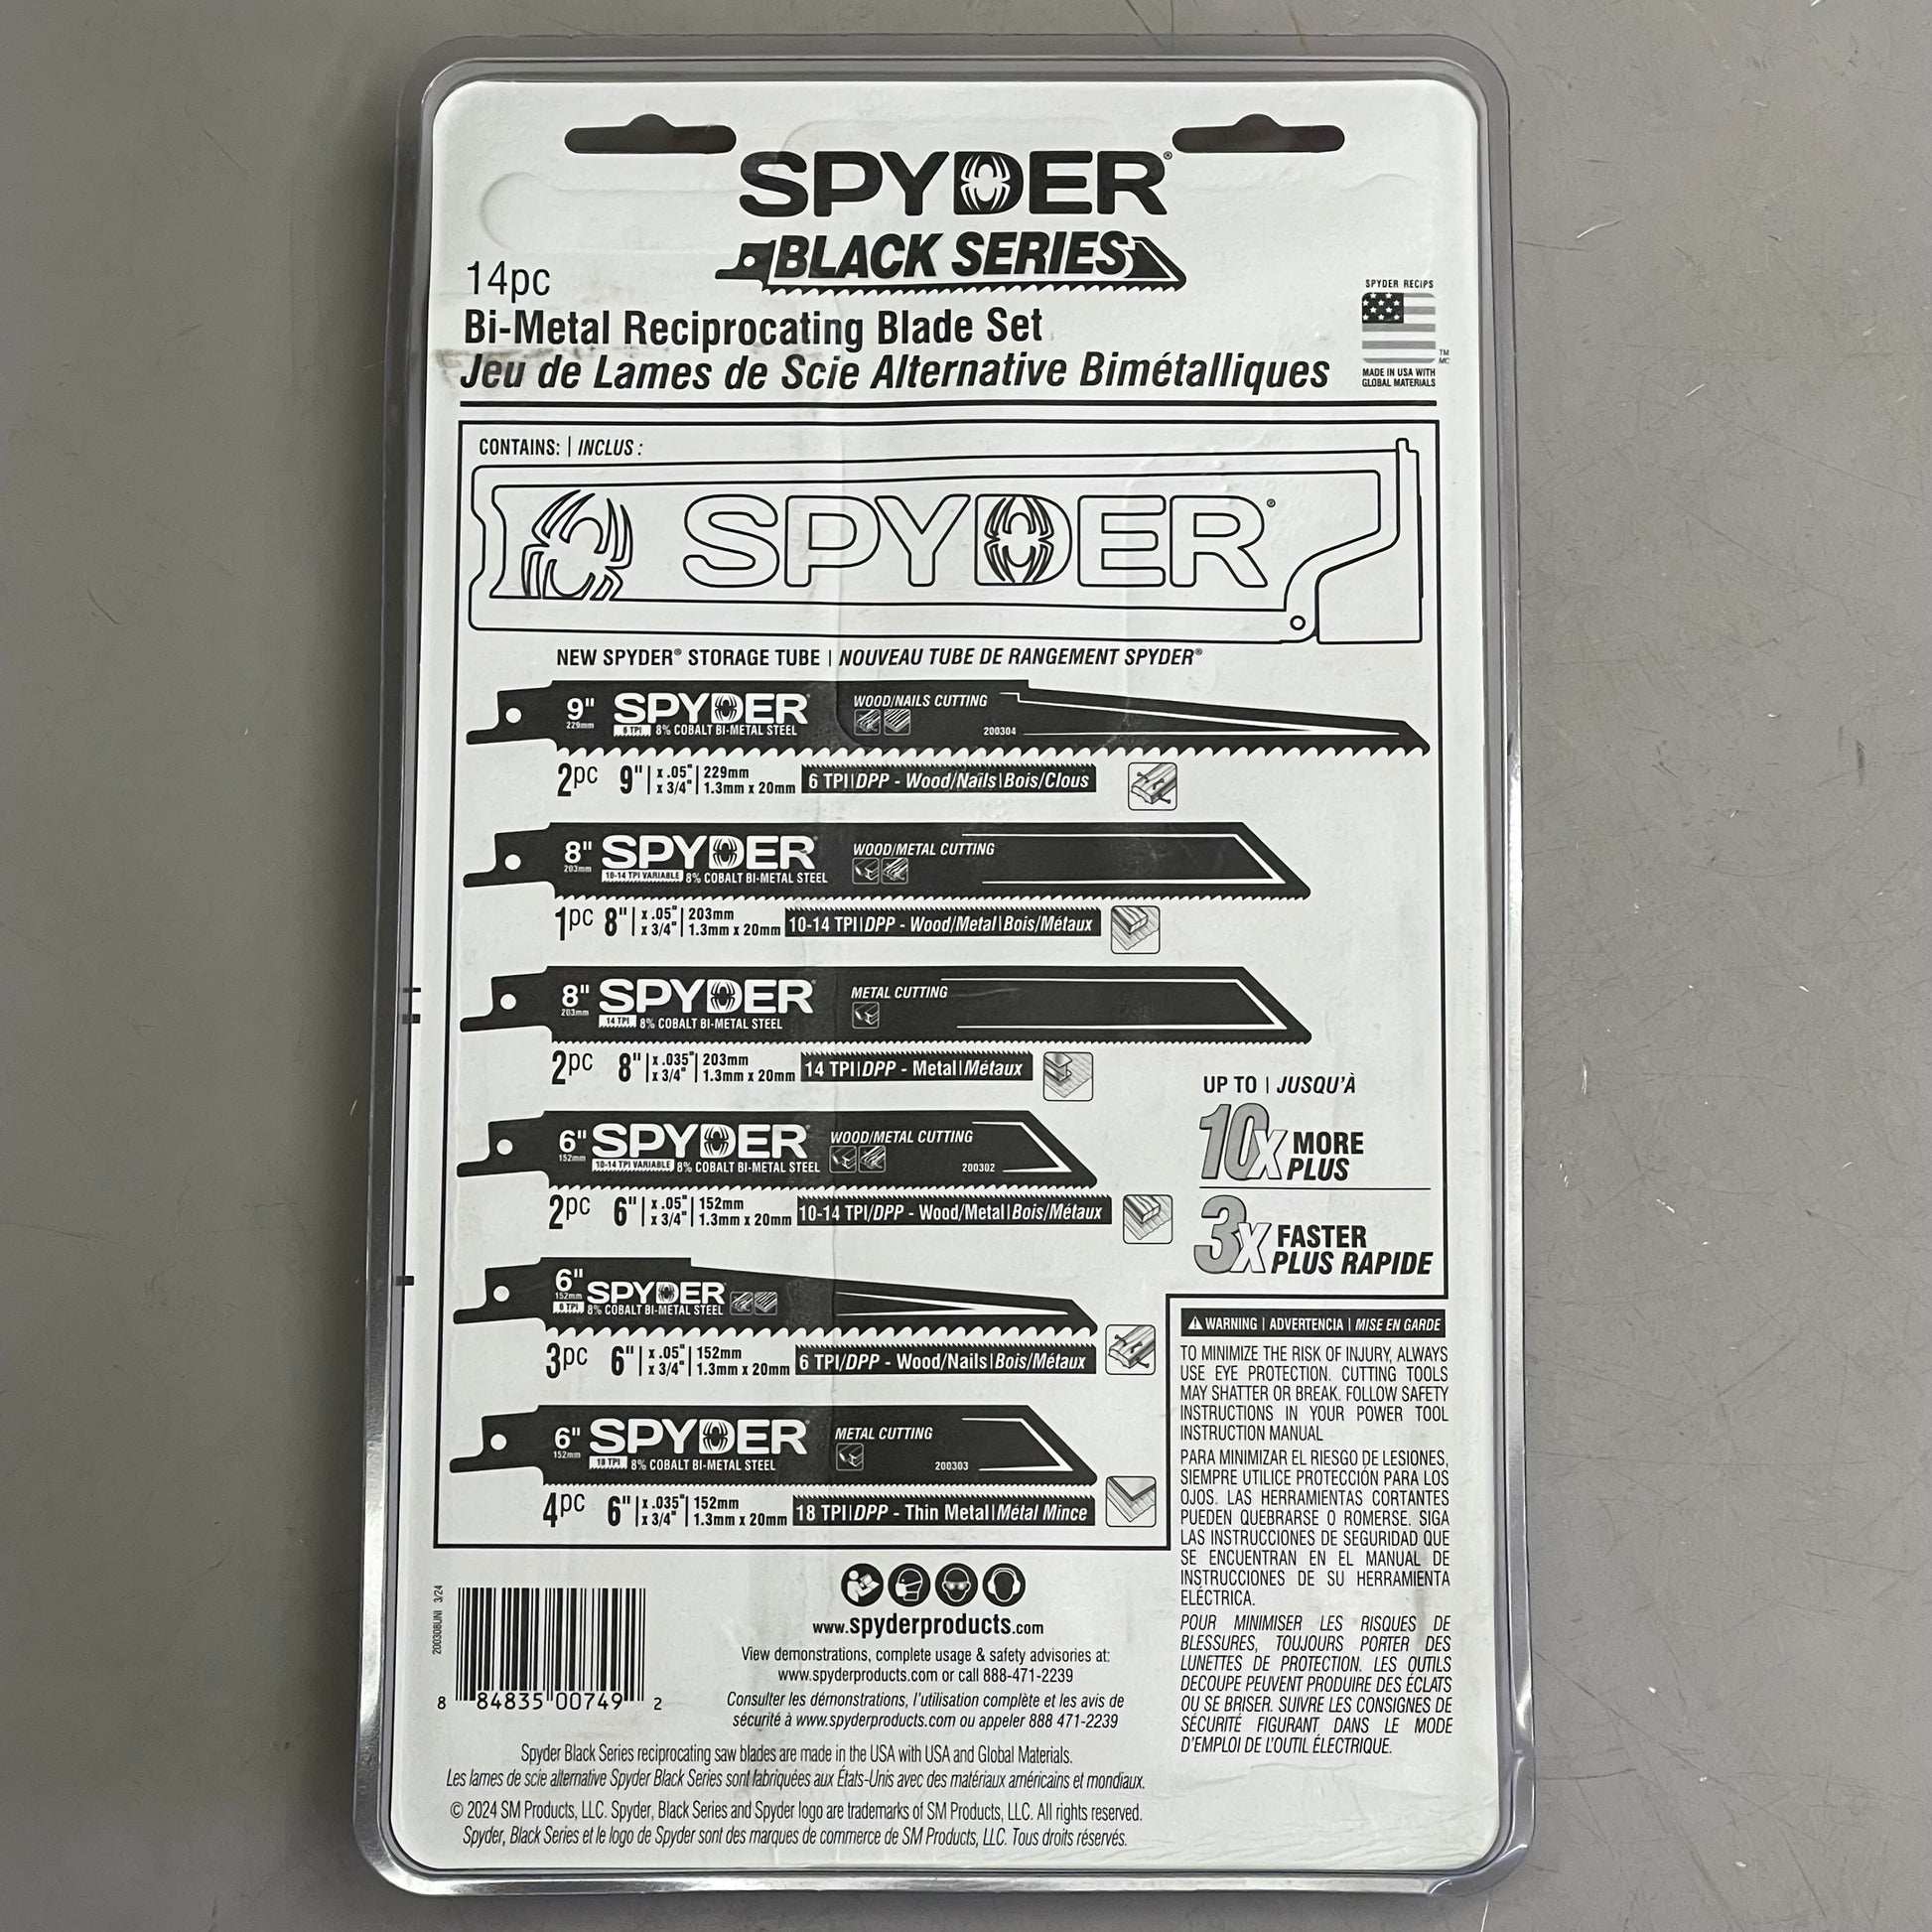 SPYDER®
BLACK SERIES
14pc
Bi-Metal Reciprocating Blade Set
Jeu de Lames de Scie Alternative Bimétalliques
SPYDER RECIPS
TM
MC
MADE IN USA WITH
GLOBAL MATERIALS
CONTAINS: | INCLUS :
SPYDER®
NEW SPYDER® STORAGE TUBE | NOUVEAU TUBE DE RANGEMENT SPYDER®
9" SPYDER WOOD/NAILS CUTTING
229mm 6 TPI 8% COBALT BI-METAL STEEL 200304
2pc 9" | x .05" | 229mm
x 3/4" | 1.3mm x 20mm
6 TPI|DPP - Wood/Nails|Bois/Clous
8" SPYDER WOOD/METAL CUTTING
203mm 10-14 TPI VARIABLE 8% COBALT BI-METAL STEEL
1pc 8" | x .05" | 203mm
x 3/4" | 1.3mm x 20mm
10-14 TPI|DPP - Wood/Metal|Bois/Métaux
8" SPYDER METAL CUTTING
203mm 14 TPI 8% COBALT BI-METAL STEEL
2pc 8" | x .035" | 203mm
x 3/4" | 1.3mm x 20mm
14 TPI|DPP - Metal|Métaux
UP TO | JUSQU'À
10X MORE
PLUS
3X FASTER
PLUS RAPIDE
6" SPYDER WOOD/METAL CUTTING
152mm 10-14 TPI VARIABLE 8% COBALT BI-METAL STEEL 200302
2pc 6" | x .05" | 152mm
x 3/4" | 1.3mm x 20mm
10-14 TPI/DPP - Wood/Metal|Bois/Métaux
6" SPYDER
152mm 6 TPI 8% COBALT BI-METAL STEEL
3pc 6" | x .05" | 152mm
x 3/4" | 1.3mm x 20mm
6 TPI/DPP - Wood/Nails|Bois/Métaux
6" SPYDER METAL CUTTING
152mm 18 TPI 8% COBALT BI-METAL STEEL 200303
4pc 6" | x .035" | 152mm
x 3/4" | 1.3mm x 20mm
18 TPI|DPP - Thin Metal|Métal Mince
WARNING | ADVERTENCIA | MISE EN GARDE
TO MINIMIZE THE RISK OF INJURY, ALWAYS
USE EYE PROTECTION. CUTTING TOOLS
MAY SHATTER OR BREAK. FOLLOW SAFETY
INSTRUCTIONS IN YOUR POWER TOOL
INSTRUCTION MANUAL
PARA MINIMIZAR EL RIESGO DE LESIONES,
SIEMPRE UTILICE PROTECCIÓN PARA LOS
OJOS. LAS HERRAMIENTAS CORTANTES
PUEDEN QUEBRARSE O ROMERSE. SIGA
LAS INSTRUCCIONES DE SEGURIDAD QUE
SE ENCUENTRAN EN EL MANUAL DE
INSTRUCCIONES DE SU HERRAMIENTA
ELÉCTRICA.
POUR MINIMISER LES RISQUES DE
BLESSURES, TOUJOURS PORTER DES
LUNETTES DE PROTECTION. LES OUTILS
DECOUPE PEUVENT PRODUIRE DES ÉCLATS
OU SE BRISER. SUIVRE LES CONSIGNES DE
SÉCURITÉ FIGURANT DANS LE MODE
D'EMPLOI DE L'OUTIL ÉLECTRIQUE.
200308UNI 3/24
8 84835 00749 2
www.spyderproducts.com
View demonstrations, complete usage & safety advisories at:
www.spyderproducts.com or call 888-471-2239
Consulter les démonstrations, l'utilisation complète et les avis de
sécurité à www.spyderproducts.com ou appeler 888 471-2239
Spyder Black Series reciprocating saw blades are made in the USA with USA and Global Materials.
Les lames de scie alternative Spyder Black Series sont fabriquées aux États-Unis avec des matériaux américains et mondiaux.
© 2024 SM Products, LLC. Spyder, Black Series and Spyder logo are trademarks of SM Products, LLC. All rights reserved.
Spyder, Black Series et le logo de Spyder sont des marques de commerce de SM Products, LLC. Tous droits réservés.